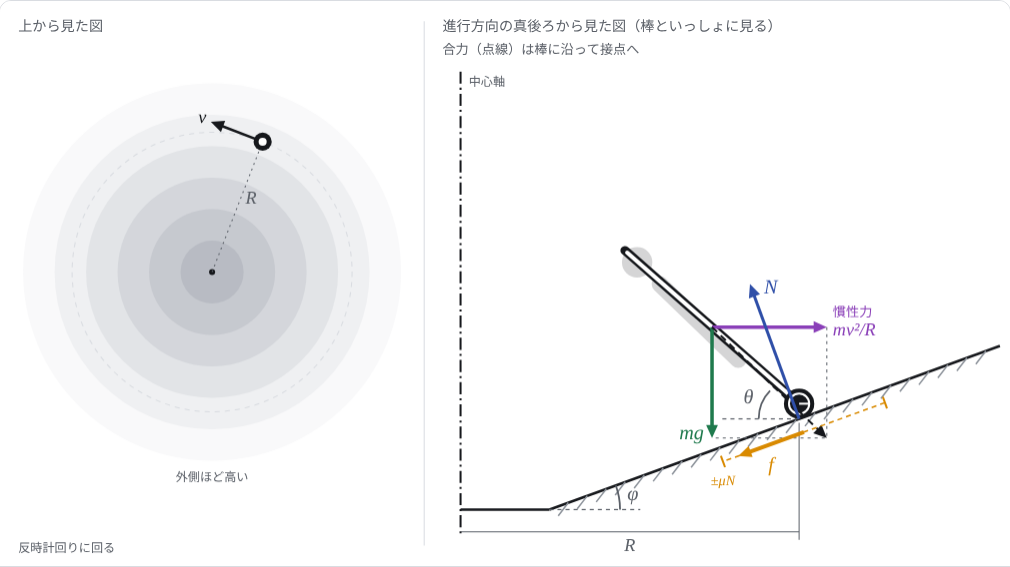 上から見た図
v
R
外側ほど高い
反時計回りに回る
進行方向の真後ろから見た図（棒といっしょに見る）
合力（点線）は棒に沿って接点へ
中心軸
N
慣性力
mv²/R
θ
mg
f
±μN
φ
R